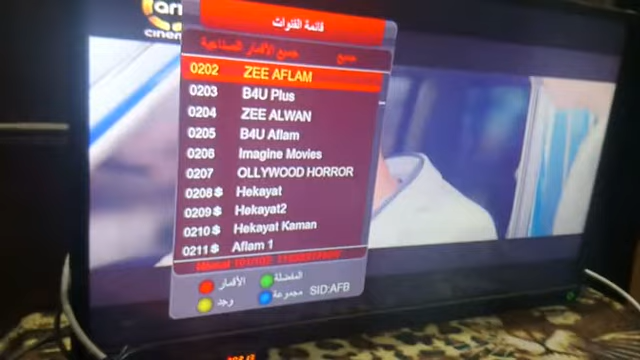 art
cinema
قائمة القنوات
جميع الأقمار الصناعية جميع
0202 ZEE AFLAM
0203 B4U Plus
0204 ZEE ALWAN
0205 B4U Aflam
0206 Imagine Movies
0207 OLLYWOOD HORROR
0208 $ Hekayat
0209 $ Hekayat2
0210 $ Hekayat Kaman
0211 $ Aflam 1
الأقمار المفضلة
وجد مجموعة SID:AFB